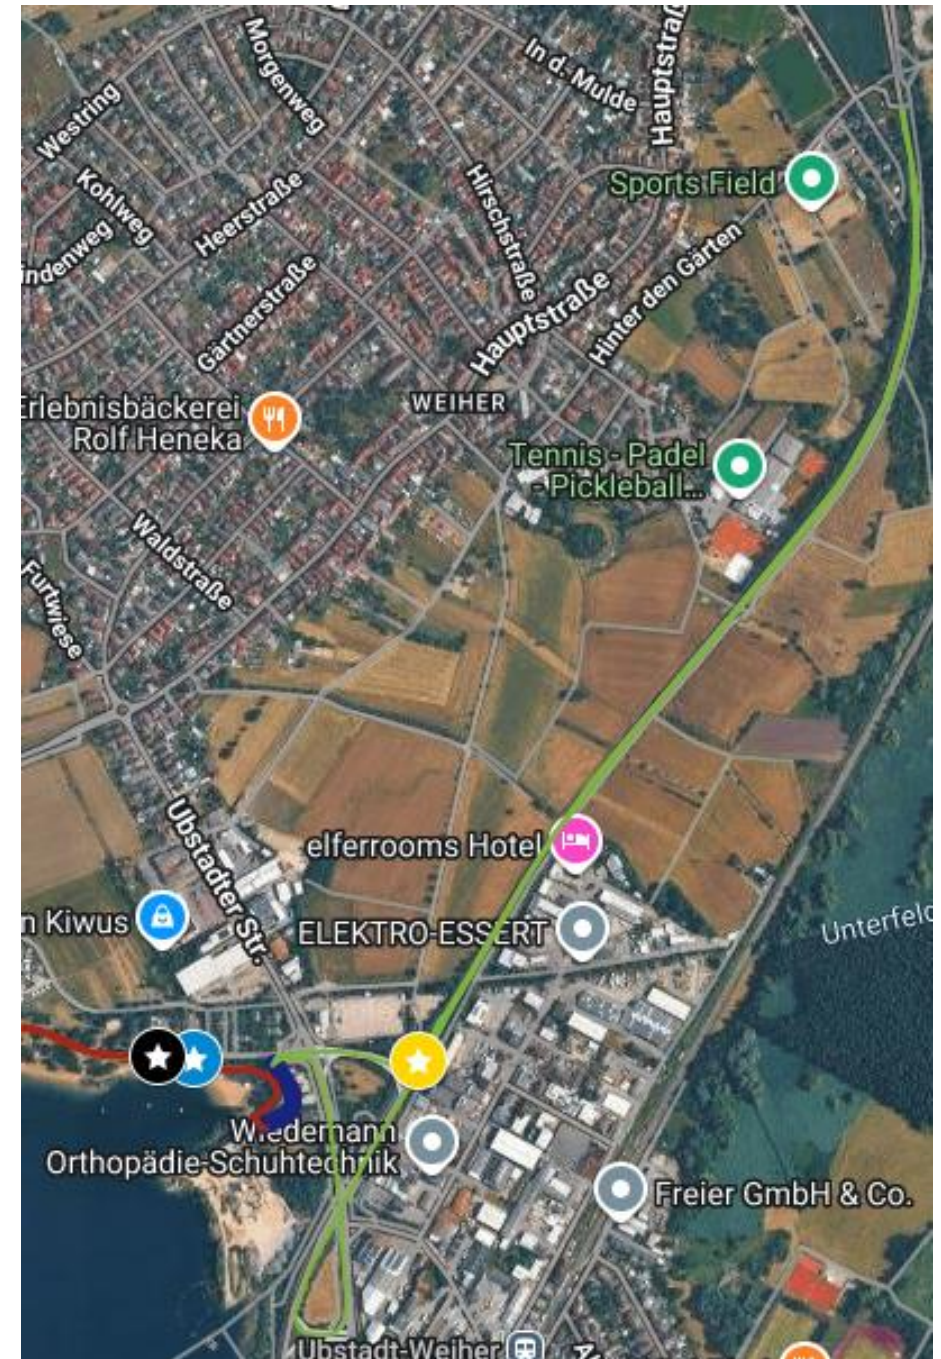 In d. Mulde
Hauptstraß
Morgenweg
Westring
Sports Field
Kohlweg
Heerstraße
Hirschstraße
indenweg
Hinter den Gärten
Gärtnerstraße
Hauptstraße
Erlebnisbäckerei
Rolf Heneka
WEIHER
Tennis - Padel
- Pickleball...
Waldstraße
Furtwiese
Ubstadter Str.
elferrooms Hotel
n Kiwus
ELEKTRO-ESSERT
Unterfeld
Wiedemann
Orthopädie-Schuhtechnik
Freier GmbH & Co.
Ubstadt-Weiher